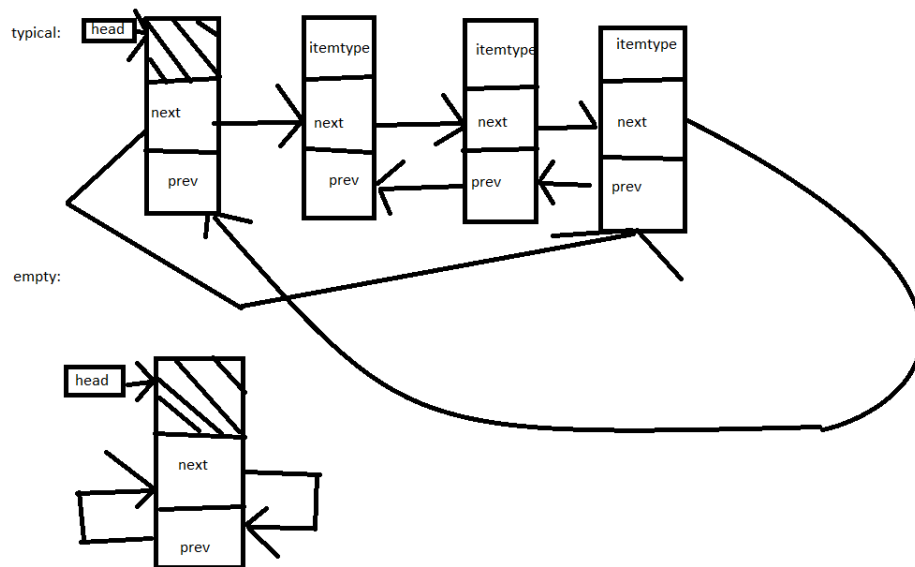 typical:
head
itemtype
itemtype
itemtype
next
next
next
next
prev
prev
prev
prev
empty:
head
next
prev